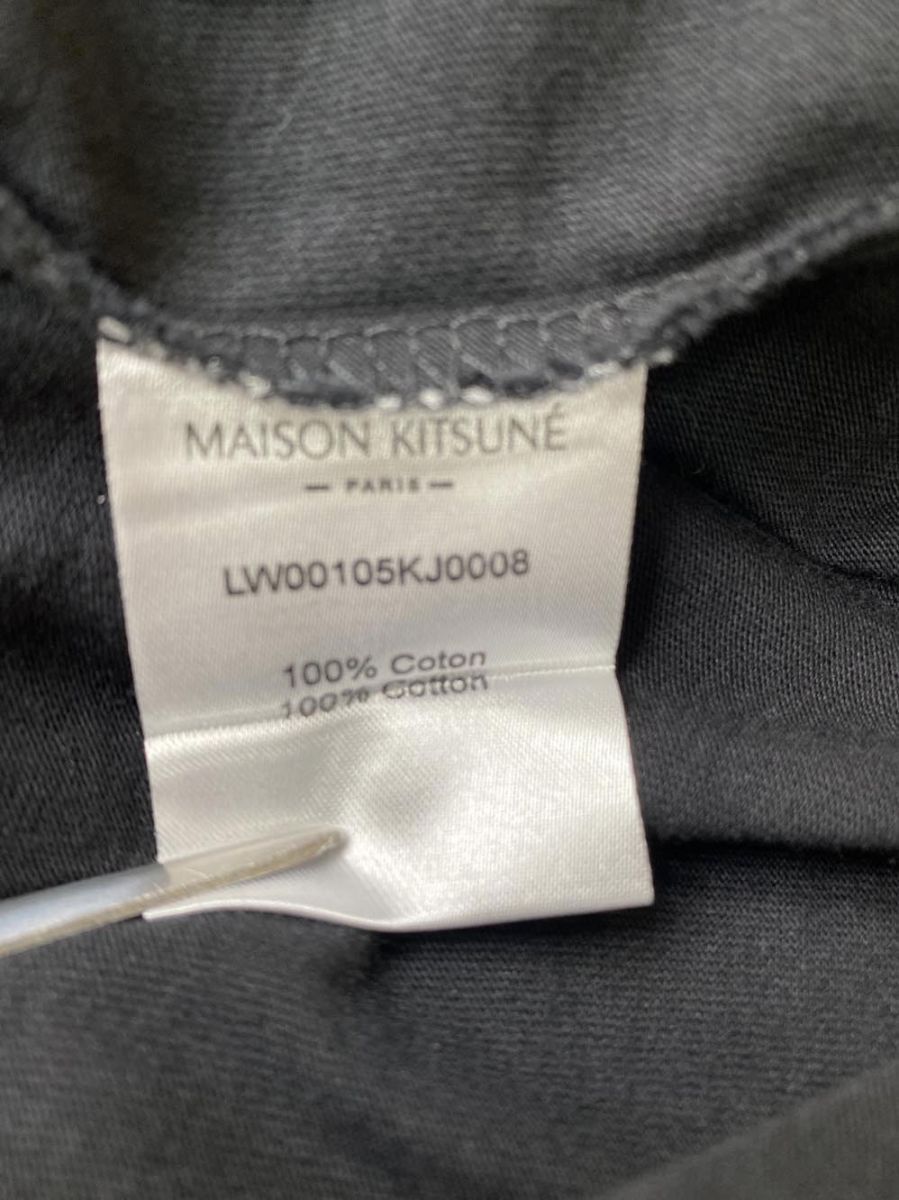 MAISON KITSUNÉ
— PARIS —
LW00105KJ0008
100% Coton
100% Cotton